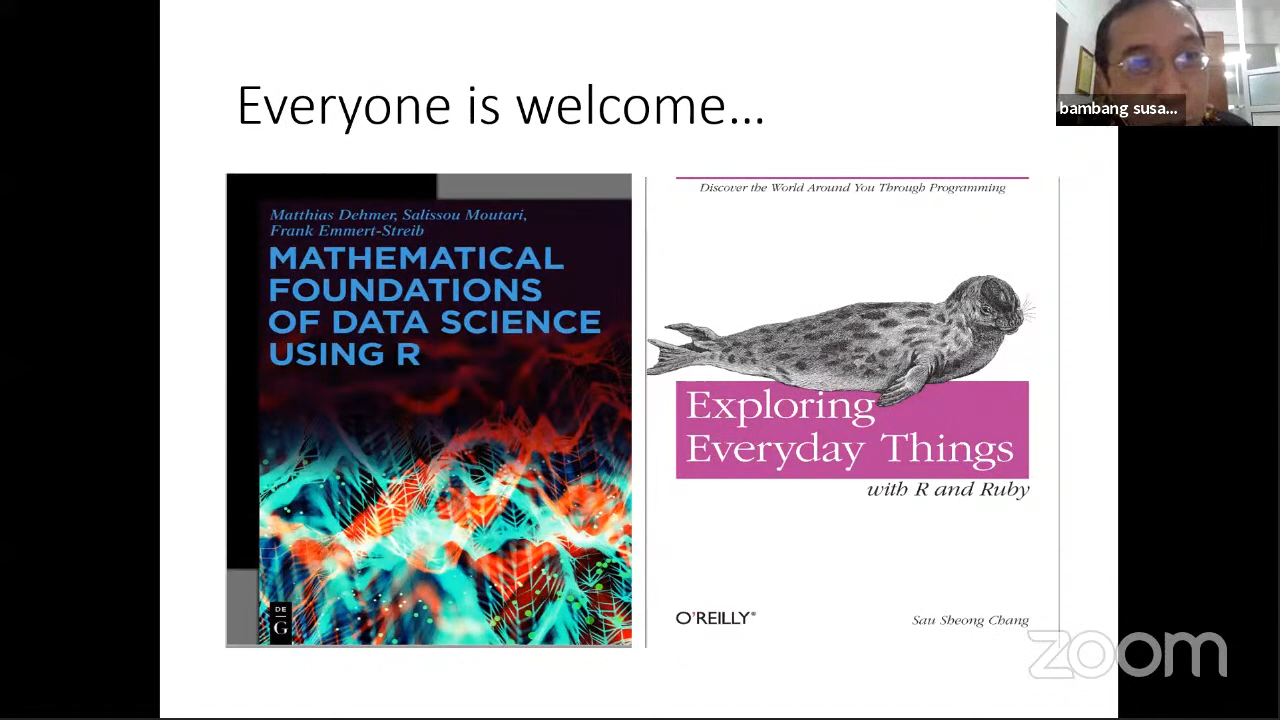 Everyone is welcome...
bambang susa...
Matthias Dehmer, Salissou Moutari,
Frank Emmert-Streib
MATHEMATICAL
FOUNDATIONS
OF DATA SCIENCE
USING R
DE
G
Discover the World Around You Through Programming
Exploring
Everyday Things
with R and Ruby
O'REILLY®
Sau Sheong Chang
zoom